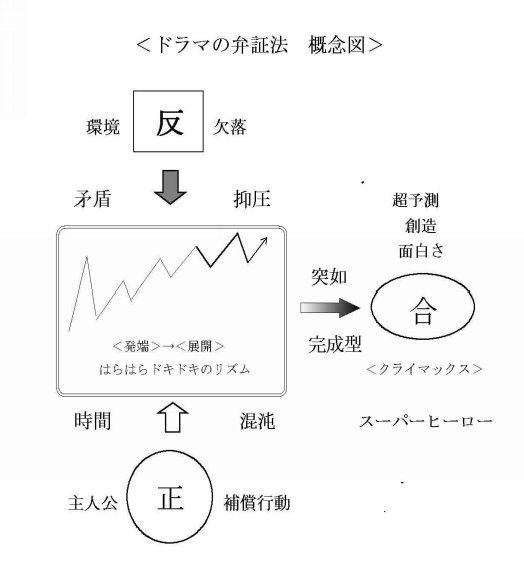 ＜ドラマの弁証法　概念図＞
環境　反　欠落
矛盾　抑圧
＜発端＞→＜展開＞
はらはらドキドキのリズム
時間　混沌
主人公　正　補償行動
突如
完成型
超予測
創造
面白さ
合
＜クライマックス＞
スーパーヒーロー